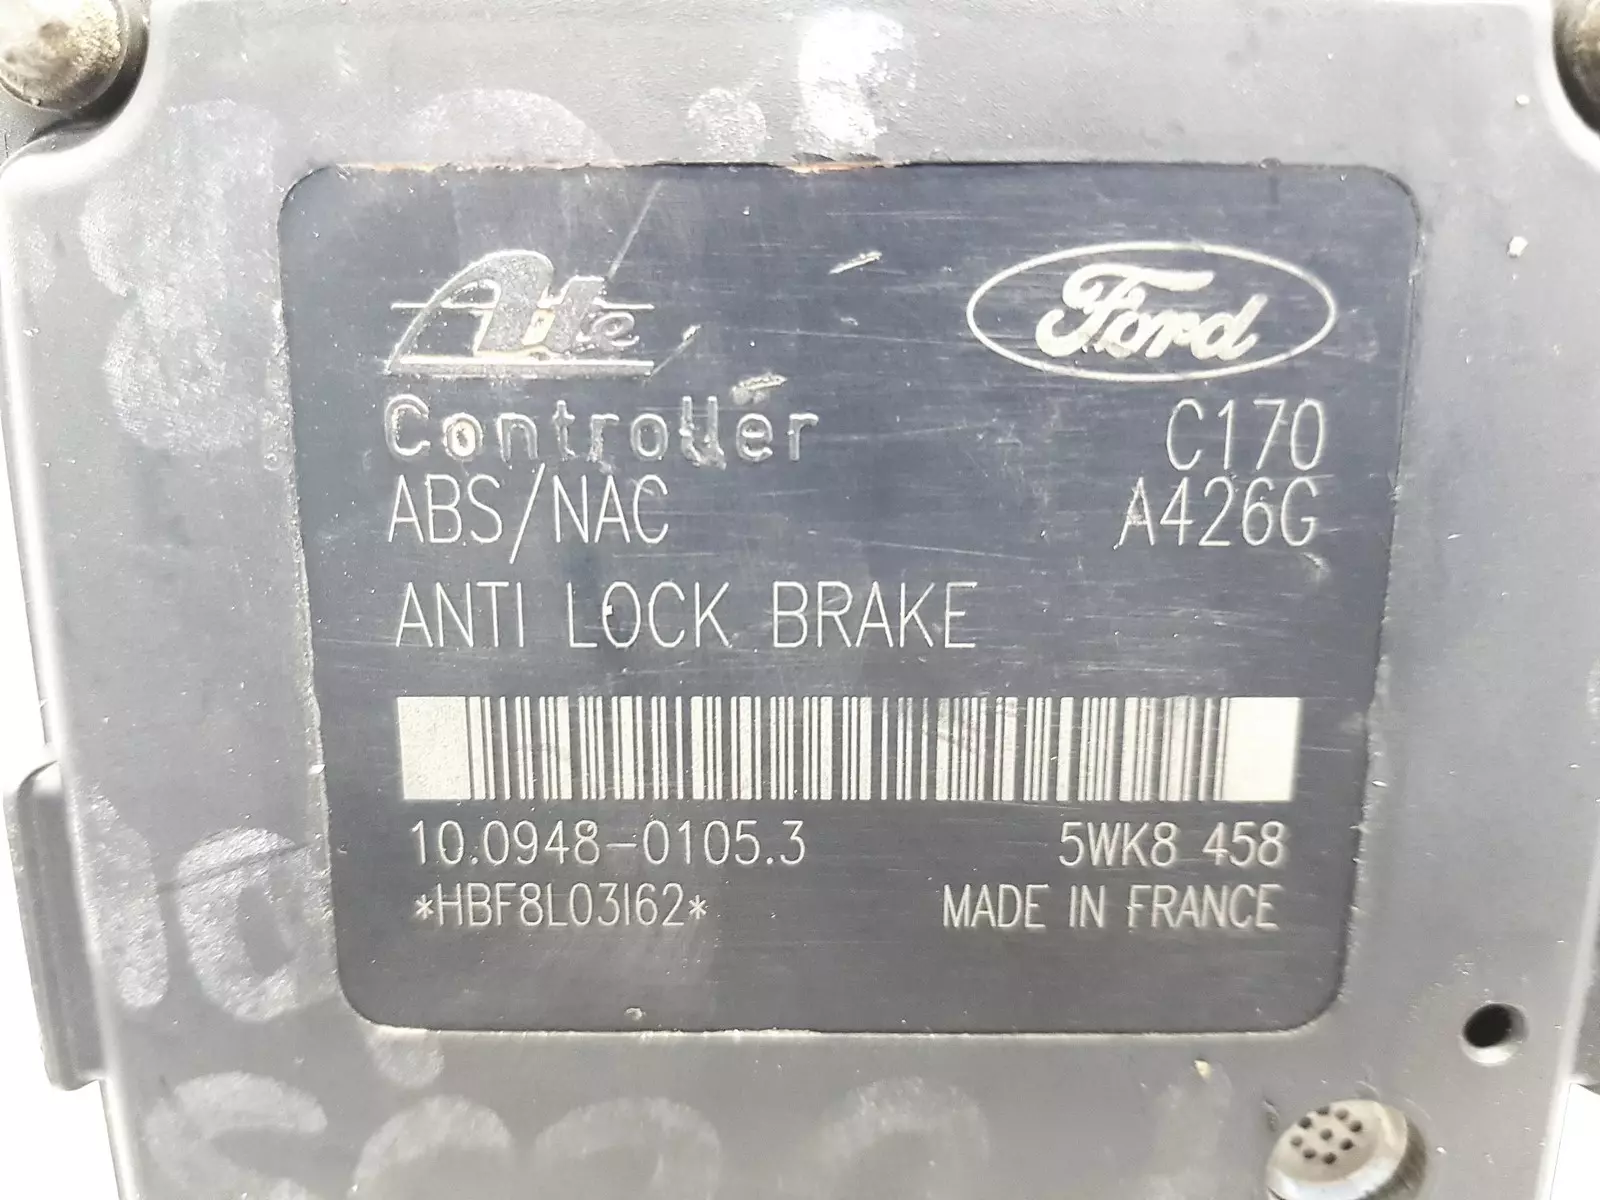 Ate Ford
Controller C170
ABS/NAC A426G
ANTI LOCK BRAKE
10.0948-0105.3 5WK8 458
*HBF8L03I62* MADE IN FRANCE